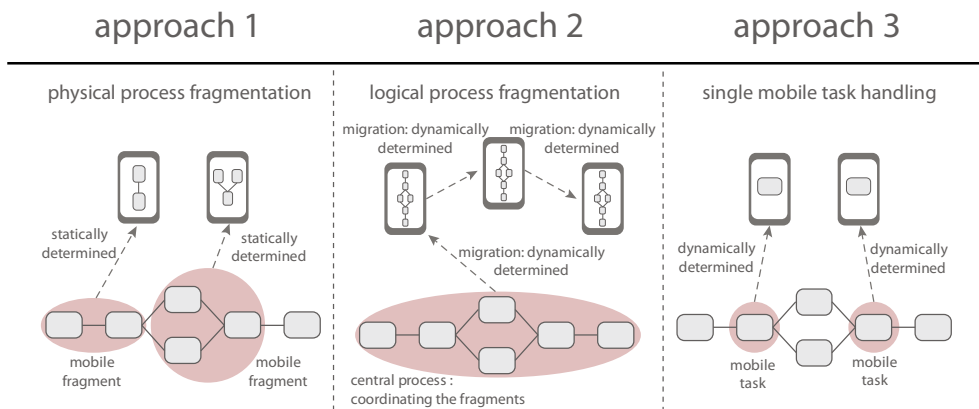 approach 1
approach 2
approach 3
physical process fragmentation
statically
determined
statically
determined
mobile
fragment
mobile
fragment
logical process fragmentation
migration: dynamically
determined
migration: dynamically
determined
migration: dynamically
determined
central process :
coordinating the fragments
single mobile task handling
dynamically
determined
dynamically
determined
mobile
task
mobile
task